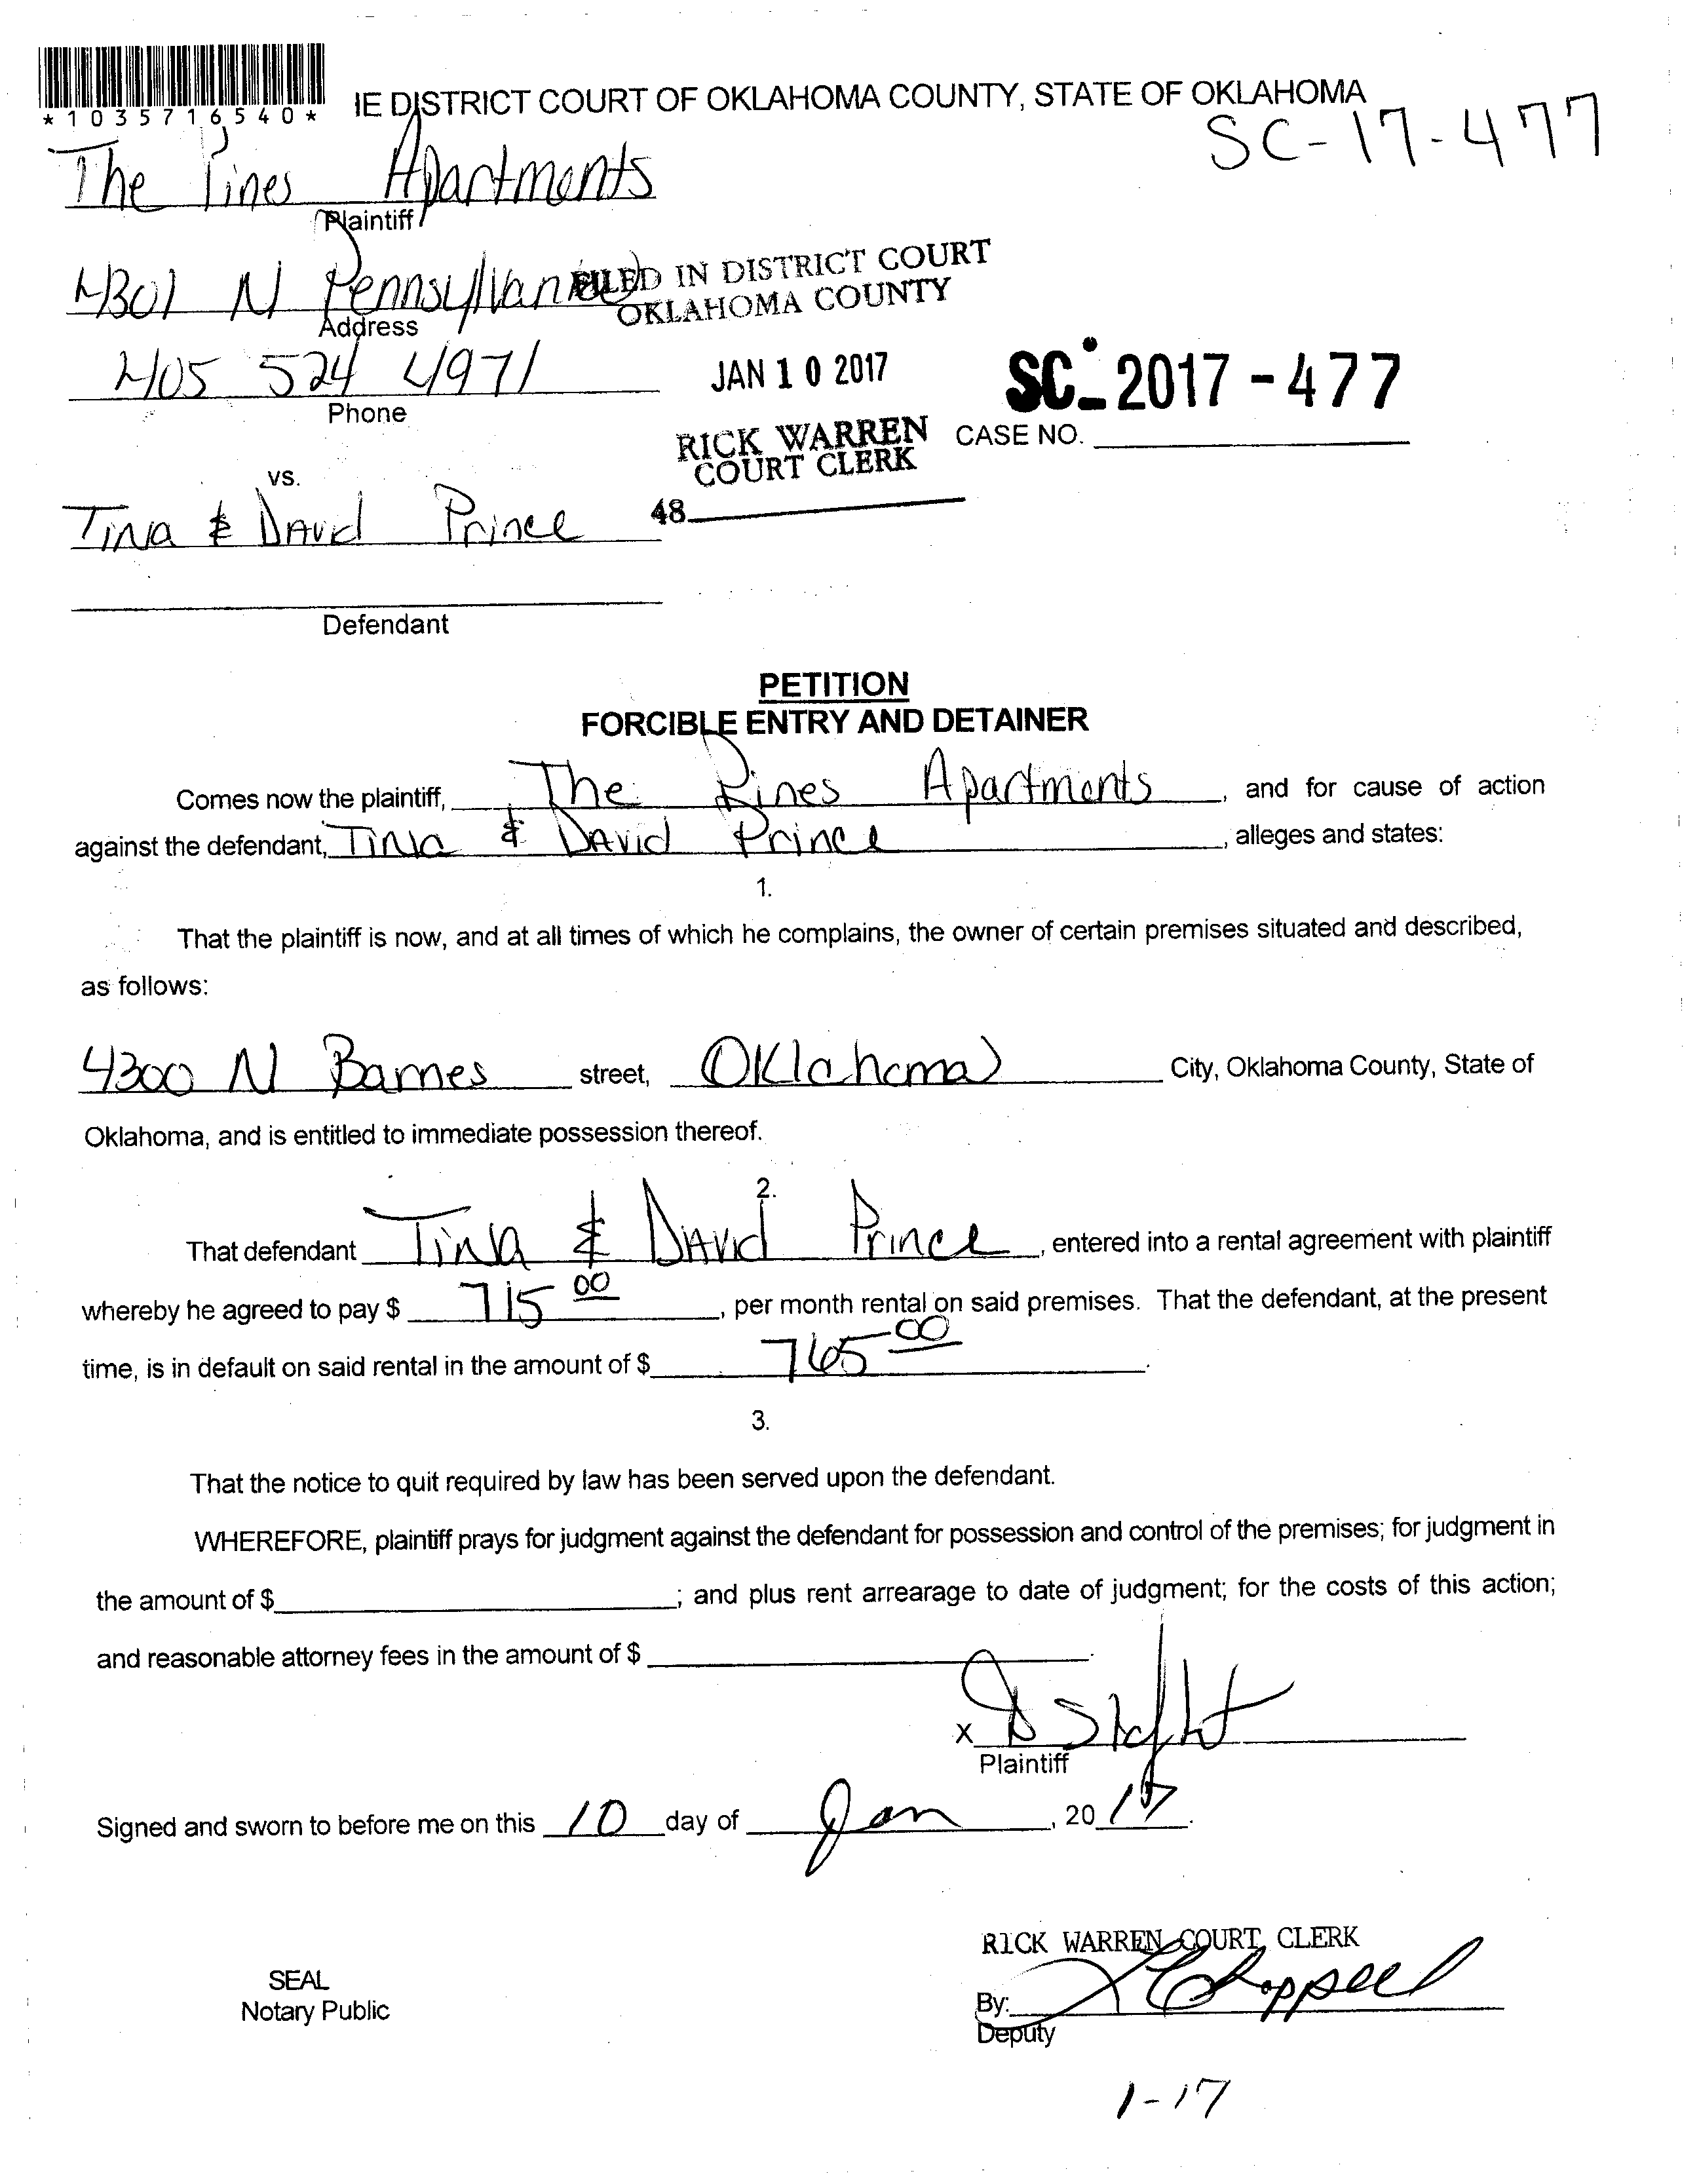 *1035716540*
IE DISTRICT COURT OF OKLAHOMA COUNTY, STATE OF OKLAHOMA
SC-17-477
The Pines Apartments
Plaintiff
4301 N Pennsylvania
FILED IN DISTRICT COURT
OKLAHOMA COUNTY
Address
405 524 4971
Phone
JAN 10 2017
SC-2017-477
RICK WARREN
COURT CLERK
CASE NO.
48
vs.
Tina & David Prince
Defendant
PETITION
FORCIBLE ENTRY AND DETAINER
Comes now the plaintiff, The Pines Apartments, and for cause of action
against the defendant, Tina & David Prince, alleges and states:
1.
That the plaintiff is now, and at all times of which he complains, the owner of certain premises situated and described,
as follows:
4300 N Barnes street, Oklahoma City, Oklahoma County, State of
Oklahoma, and is entitled to immediate possession thereof.
2.
That defendant Tina & David Prince, entered into a rental agreement with plaintiff
whereby he agreed to pay $ 715 00, per month rental on said premises. That the defendant, at the present
time, is in default on said rental in the amount of $ 765 00.
3.
That the notice to quit required by law has been served upon the defendant.
WHEREFORE, plaintiff prays for judgment against the defendant for possession and control of the premises; for judgment in
the amount of $ ; and plus rent arrearage to date of judgment; for the costs of this action;
and reasonable attorney fees in the amount of $ .
x
Plaintiff
Signed and sworn to before me on this 10 day of Jan, 20 17.
RICK WARREN COURT CLERK
SEAL
Notary Public
By:
Deputy
1-17